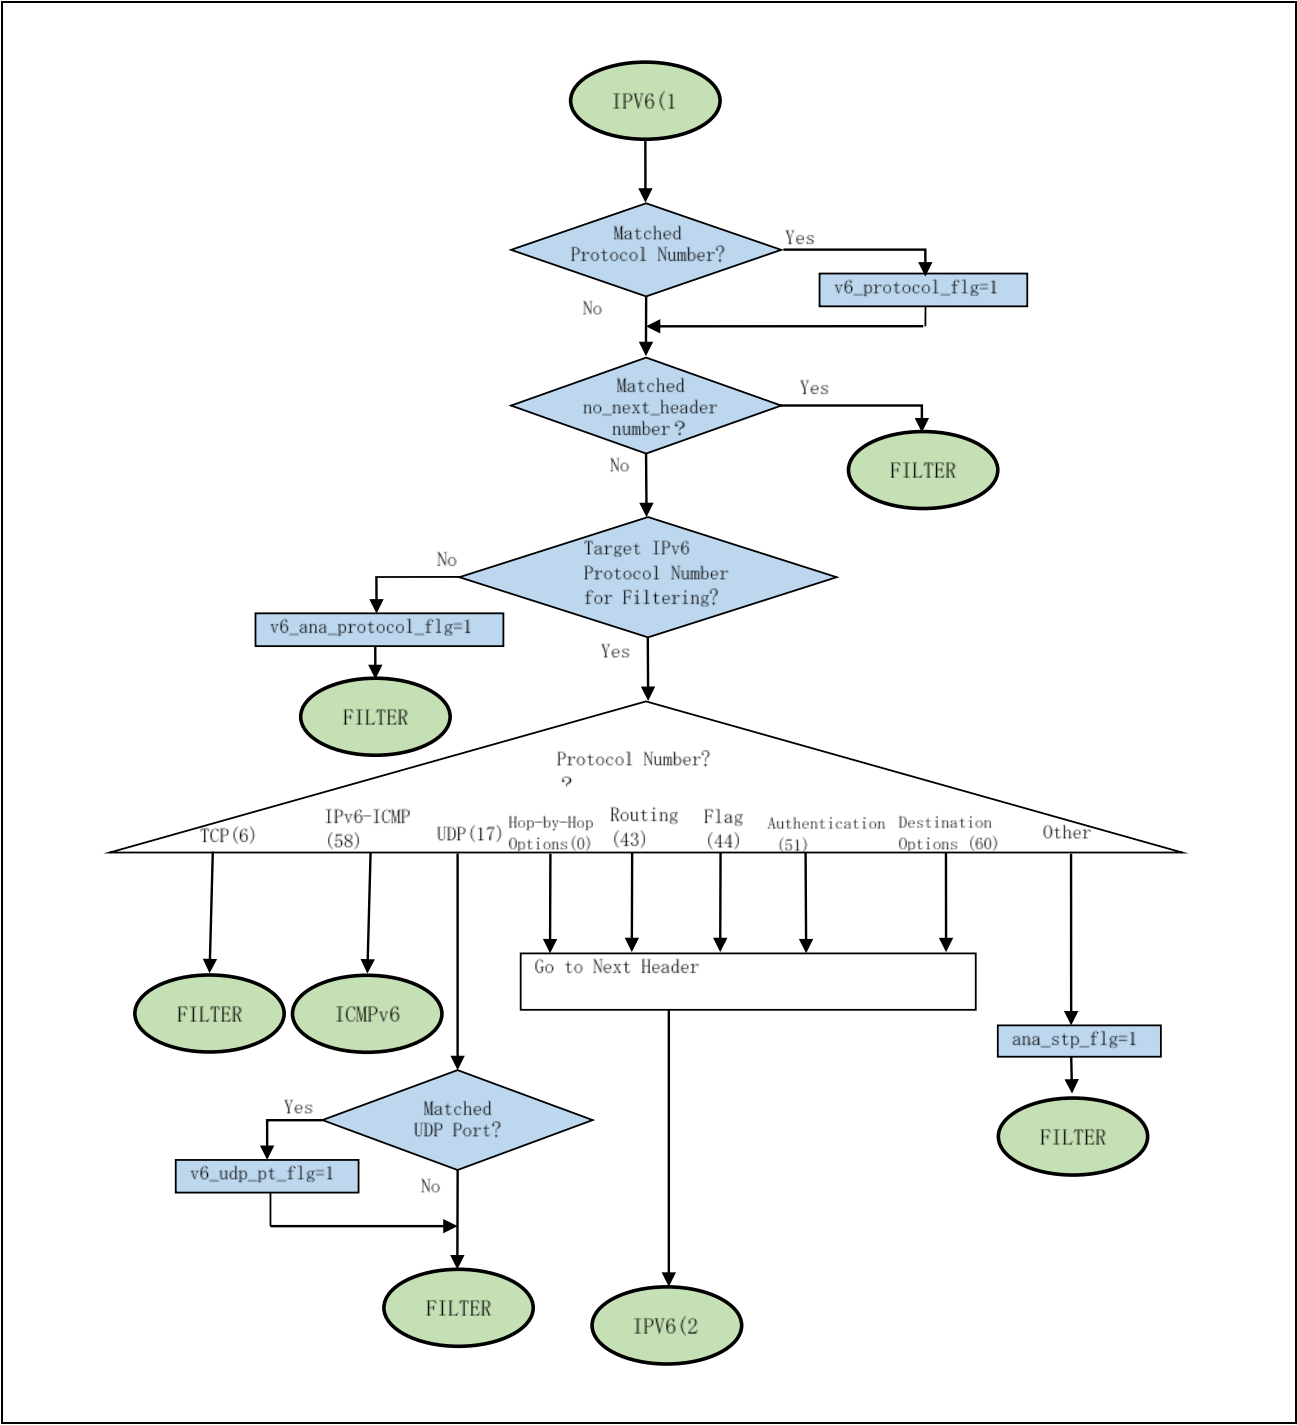 IPV6(1
Matched
Protocol Number?
Yes
v6_protocol_flg=1
No
Matched
no_next_header
number？
Yes
FILTER
No
Target IPv6
Protocol Number
for Filtering?
No
v6_ana_protocol_flg=1
Yes
FILTER
Protocol Number?
?
TCP(6)
IPv6-ICMP
(58)
UDP(17)
Hop-by-Hop
Options(0)
Routing
(43)
Flag
(44)
Authentication
(51)
Destination
Options (60)
Other
Go to Next Header
FILTER
ICMPv6
ana_stp_flg=1
Matched
UDP Port?
Yes
v6_udp_pt_flg=1
No
FILTER
FILTER
IPV6(2